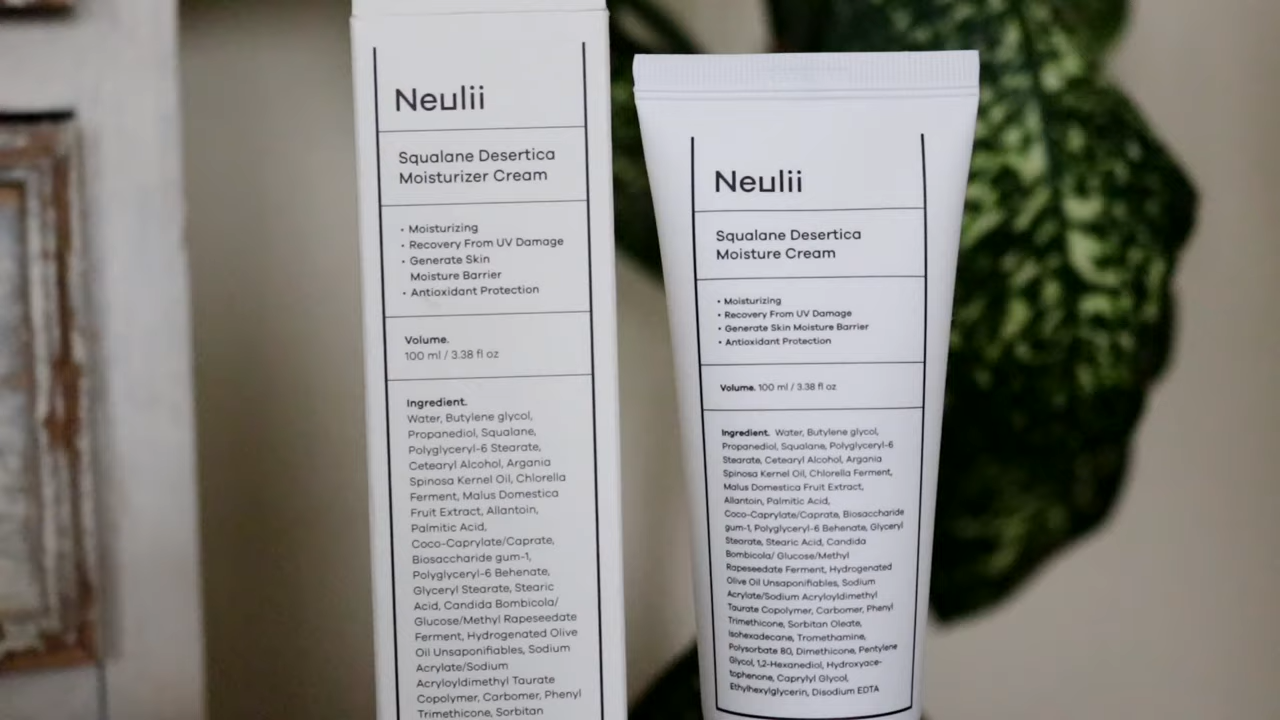 Neulii
Squalane Desertica
Moisturizer Cream
• Moisturizing
• Recovery From UV Damage
• Generate Skin
Moisture Barrier
• Antioxidant Protection
Volume.
100 ml / 3.38 fl oz
Ingredient.
Water, Butylene glycol,
Propanediol, Squalane,
Polyglyceryl-6 Stearate,
Cetearyl Alcohol, Argania
Spinosa Kernel Oil, Chlorella
Ferment, Malus Domestica
Fruit Extract, Allantoin,
Palmitic Acid,
Coco-Caprylate/Caprate,
Biosaccharide gum-1,
Polyglyceryl-6 Behenate,
Glyceryl Stearate, Stearic
Acid, Candida Bombicola/
Glucose/Methyl Rapeseedate
Ferment, Hydrogenated Olive
Oil Unsaponifiables, Sodium
Acrylate/Sodium
Acryloyldimethyl Taurate
Copolymer, Carbomer, Phenyl
Trimethicone, Sorbitan
Neulii
Squalane Desertica
Moisture Cream
• Moisturizing
• Recovery From UV Damage
• Generate Skin Moisture Barrier
• Antioxidant Protection
Volume. 100 ml / 3.38 fl oz
Ingredient. Water, Butylene glycol,
Propanediol, Squalane, Polyglyceryl-6
Stearate, Cetearyl Alcohol, Argania
Spinosa Kernel Oil, Chlorella Ferment,
Malus Domestica Fruit Extract,
Allantoin, Palmitic Acid,
Coco-Caprylate/Caprate, Biosaccharide
gum-1, Polyglyceryl-6 Behenate, Glyceryl
Stearate, Stearic Acid, Candida
Bombicola/ Glucose/Methyl
Rapeseedate Ferment, Hydrogenated
Olive Oil Unsaponifiables, Sodium
Acrylate/Sodium Acryloyldimethyl
Taurate Copolymer, Carbomer, Phenyl
Trimethicone, Sorbitan Oleate,
Isohexadecane, Tromethamine,
Polysorbate 80, Dimethicone, Pentylene
Glycol, 1,2-Hexanediol, Hydroxyace-
tophenone, Caprylyl Glycol,
Ethylhexylglycerin, Disodium EDTA